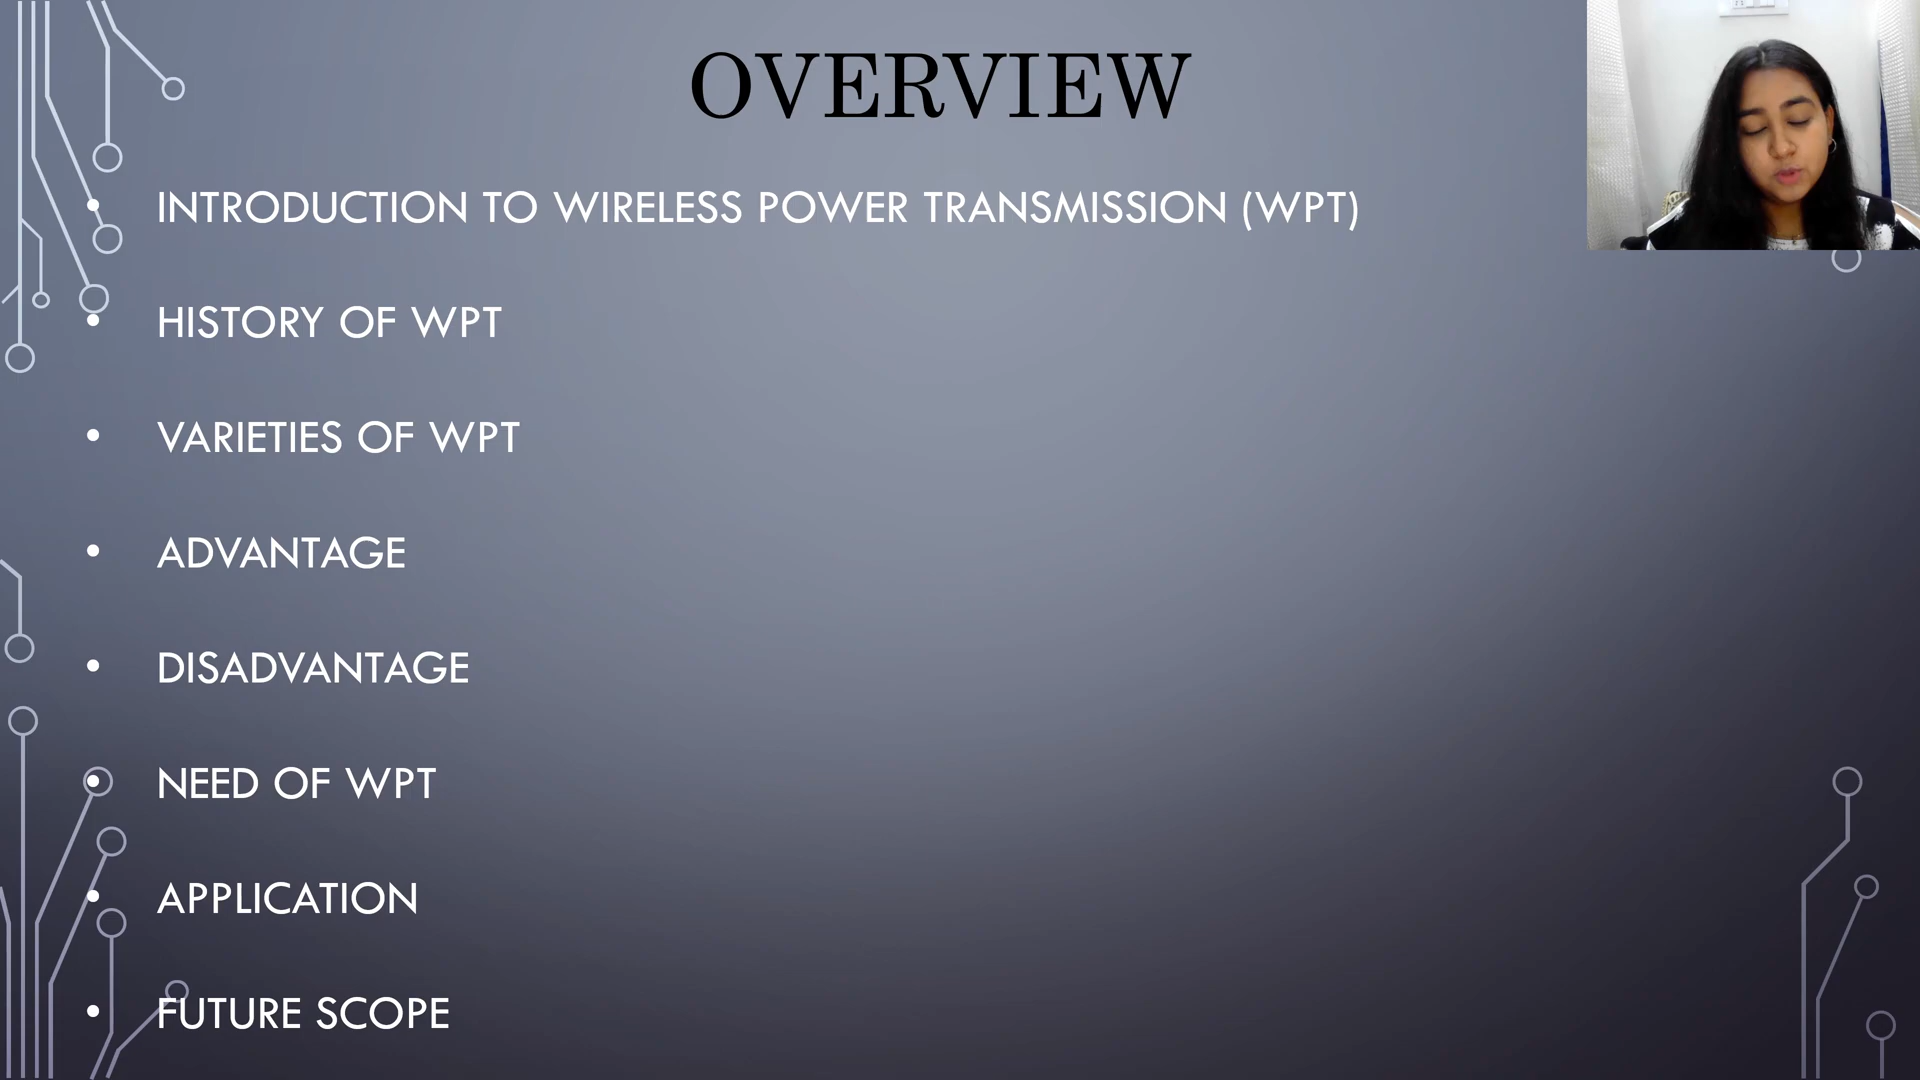 OVERVIEW
• INTRODUCTION TO WIRELESS POWER TRANSMISSION (WPT)
• HISTORY OF WPT
• VARIETIES OF WPT
• ADVANTAGE
• DISADVANTAGE
• NEED OF WPT
• APPLICATION
• FUTURE SCOPE